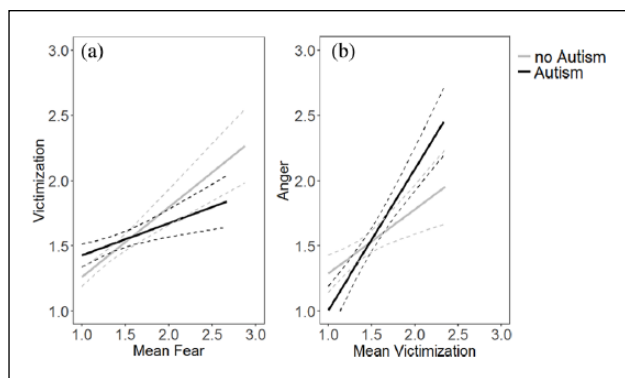 (a)
3.0
2.5
2.0
1.5
1.0
Victimization
1.0 1.5 2.0 2.5 3.0
Mean Fear
(b)
3.0
2.5
2.0
1.5
1.0
Anger
1.0 1.5 2.0 2.5 3.0
Mean Victimization
no Autism
Autism